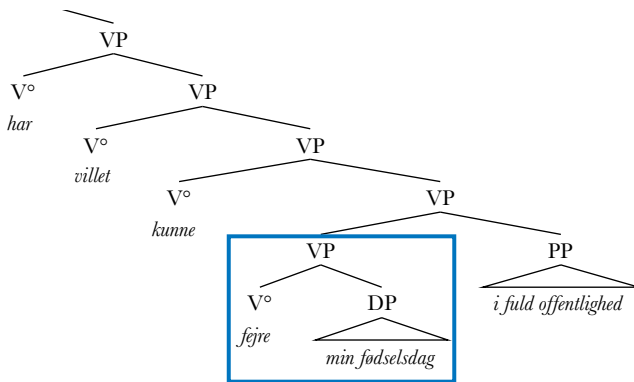 VP
V° VP
har
V° VP
villet
V° VP
kunne
VP PP
V° DP i fuld offentlighed
fejre
min fødselsdag